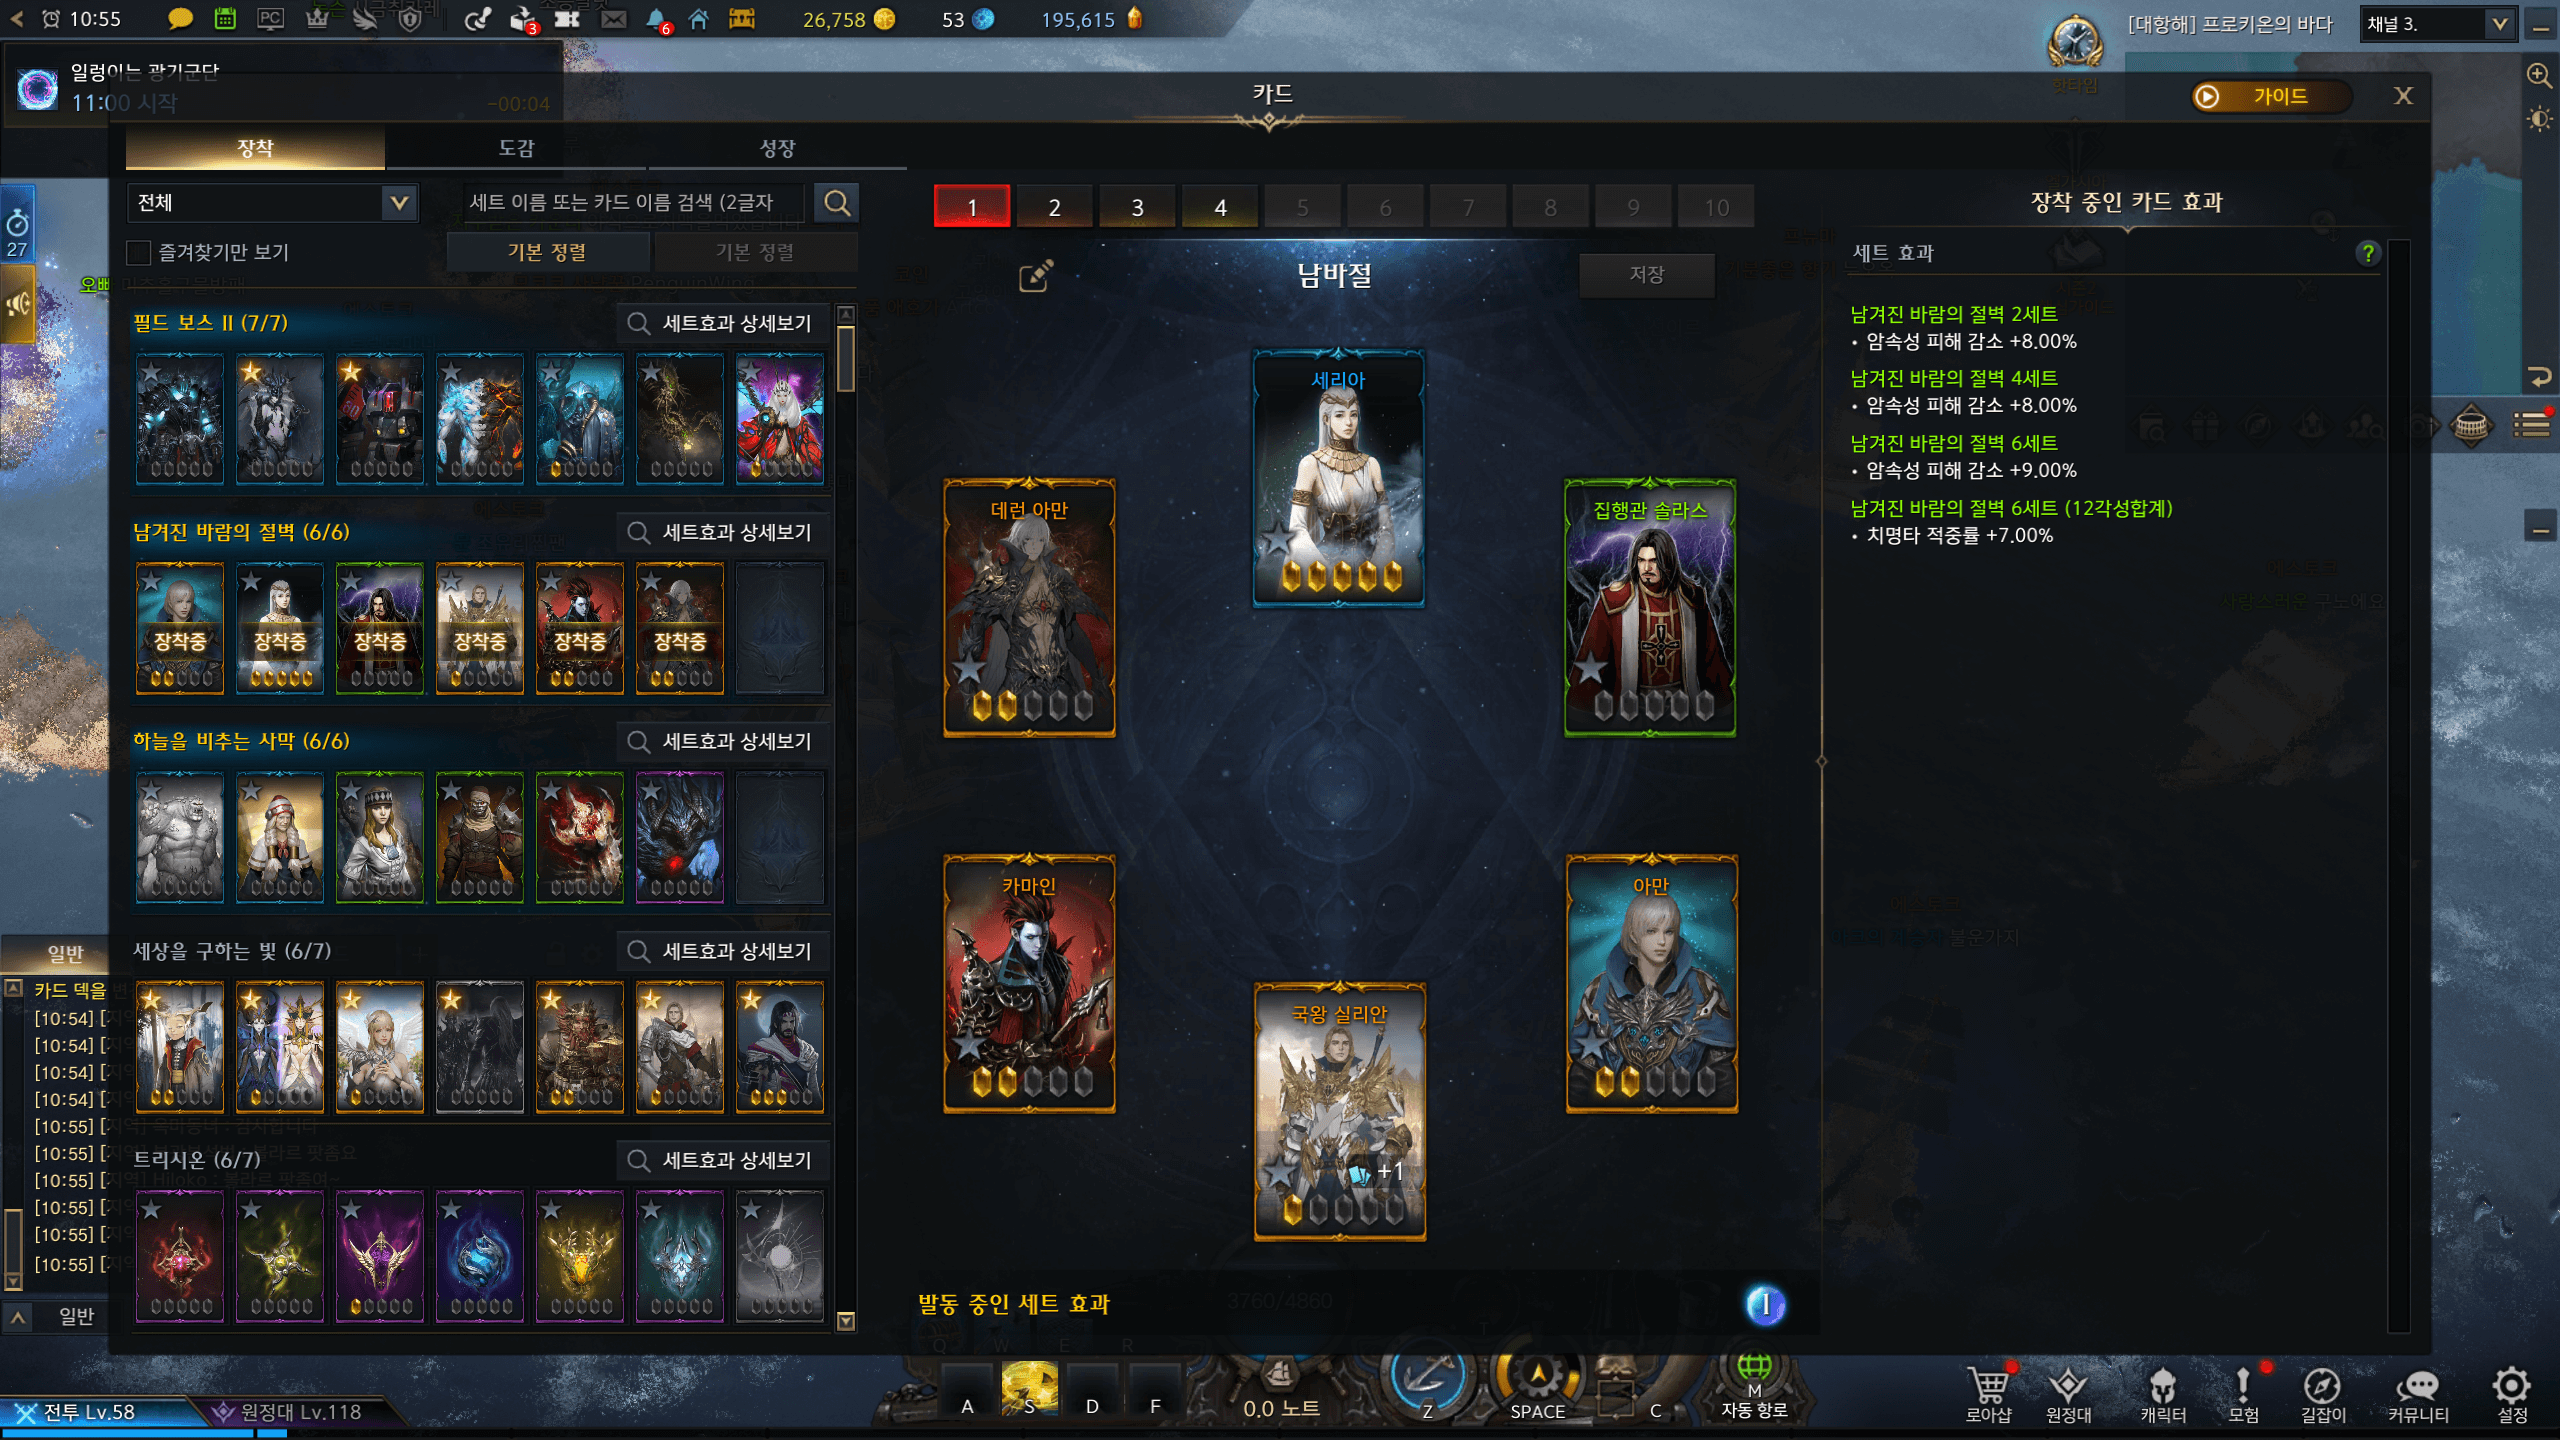 10:55
PC
3
6
26,758
53
195,615
[대항해] 프로키온의 바다
채널 3.
일렁이는 광기군단
11:00 시작
-00:04
카드
가이드
X
장착
도감
성장
전체
세트 이름 또는 카드 이름 검색 (2글자
즐겨찾기만 보기
기본 정렬
기본 정렬
27
오빠
필드 보스 II (7/7)
세트효과 상세보기
남겨진 바람의 절벽 (6/6)
세트효과 상세보기
장착중
장착중
장착중
장착중
장착중
장착중
하늘을 비추는 사막 (6/6)
세트효과 상세보기
세상을 구하는 빛 (6/7)
세트효과 상세보기
트리시온 (6/7)
세트효과 상세보기
1
2
3
4
5
6
7
8
9
10
남바절
저장
세리아
데런 아만
집행관 솔라스
카마인
아만
국왕 실리안
+1
발동 중인 세트 효과
3760/4860
I
장착 중인 카드 효과
세트 효과
?
남겨진 바람의 절벽 2세트
• 암속성 피해 감소 +8.00%
남겨진 바람의 절벽 4세트
• 암속성 피해 감소 +8.00%
남겨진 바람의 절벽 6세트
• 암속성 피해 감소 +9.00%
남겨진 바람의 절벽 6세트 (12각성합계)
• 치명타 적중률 +7.00%
일반
카드 덱을
[10:54]
[10:54]
[10:54]
[10:54]
[10:55]
[10:55]
[10:55]
[10:55]
[10:55]
[10:55]
일반
전투 Lv.58
원정대 Lv.118
Q
W
E
R
A
S
D
F
0.0 노트
Z
SPACE
C
M
자동 항로
로아샵
원정대
캐릭터
모험
길잡이
커뮤니티
설정